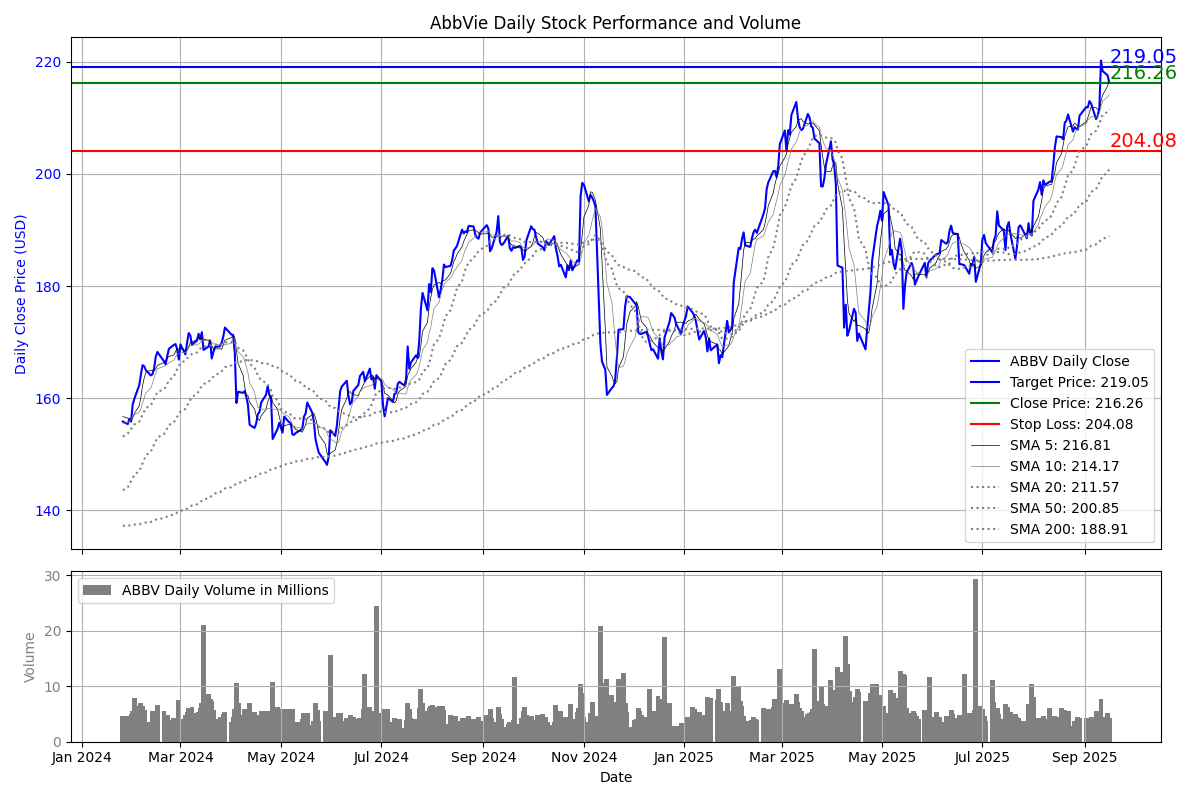 AbbVie Daily Stock Performance and Volume
219.05
216.26
204.08
220
200
180
160
140
Daily Close Price (USD)
ABBV Daily Close
Target Price: 219.05
Close Price: 216.26
Stop Loss: 204.08
SMA 5: 216.81
SMA 10: 214.17
SMA 20: 211.57
SMA 50: 200.85
SMA 200: 188.91
30
20
10
0
Volume
ABBV Daily Volume in Millions
Jan 2024 Mar 2024 May 2024 Jul 2024 Sep 2024 Nov 2024 Jan 2025 Mar 2025 May 2025 Jul 2025 Sep 2025
Date